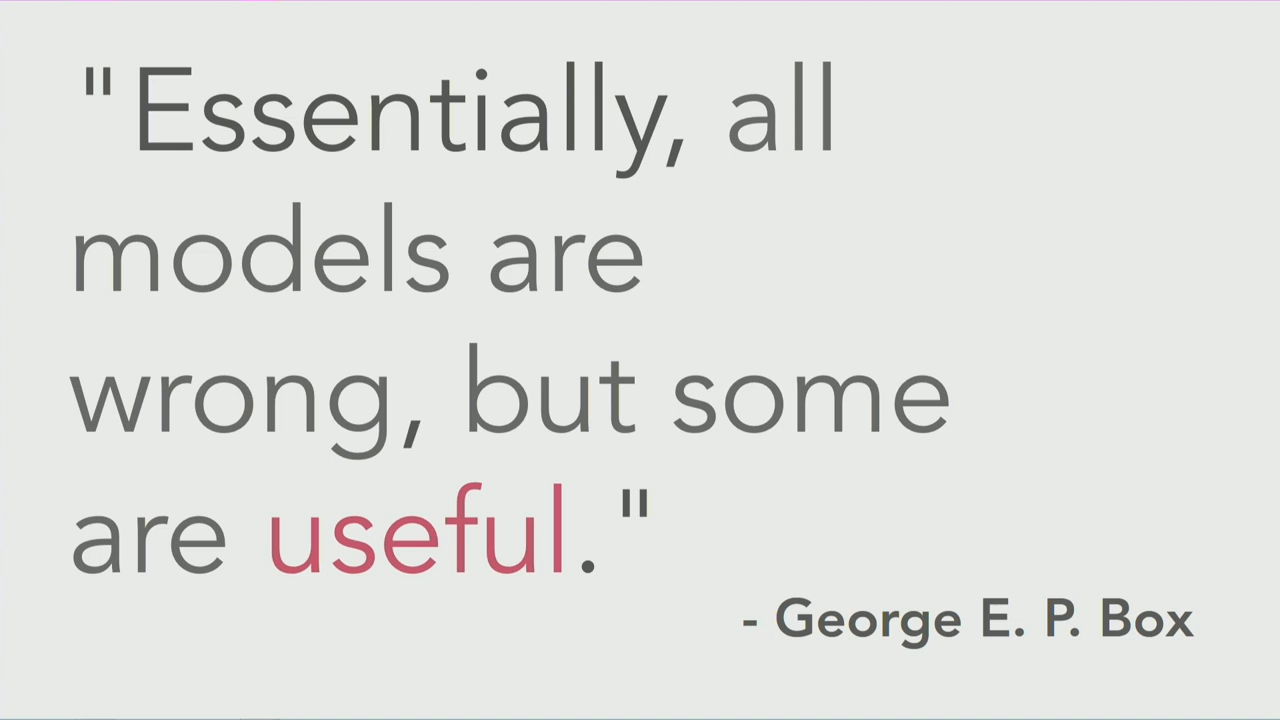 "Essentially, all
models are
wrong, but some
are useful."
- George E. P. Box